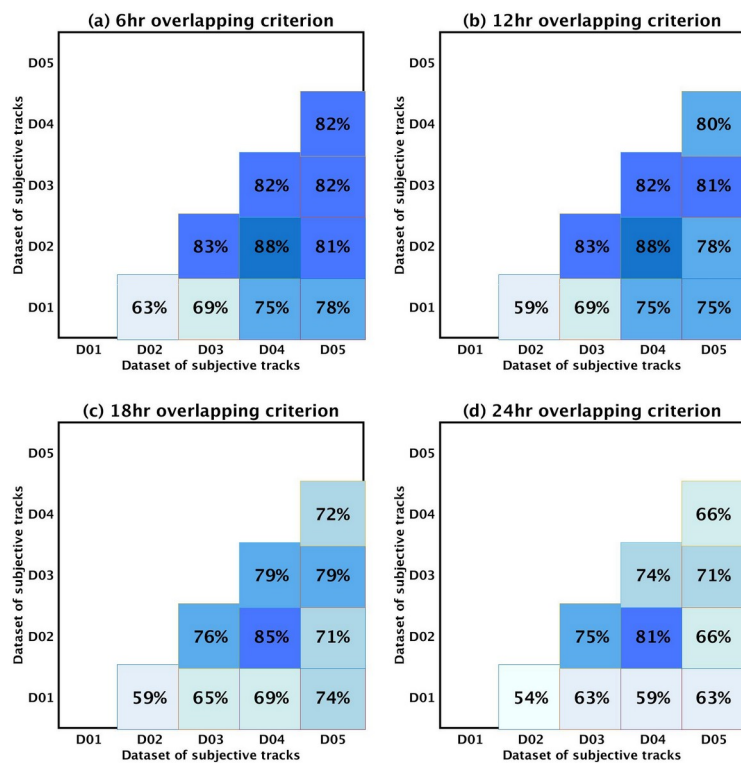 (a) 6hr overlapping criterion
Dataset of subjective tracks
D05
D04
82%
D03
82% 82%
D02
83% 88% 81%
D01
63% 69% 75% 78%
D01 D02 D03 D04 D05
Dataset of subjective tracks
(b) 12hr overlapping criterion
Dataset of subjective tracks
D05
D04
80%
D03
82% 81%
D02
83% 88% 78%
D01
59% 69% 75% 75%
D01 D02 D03 D04 D05
Dataset of subjective tracks
(c) 18hr overlapping criterion
Dataset of subjective tracks
D05
D04
72%
D03
79% 79%
D02
76% 85% 71%
D01
59% 65% 69% 74%
D01 D02 D03 D04 D05
Dataset of subjective tracks
(d) 24hr overlapping criterion
Dataset of subjective tracks
D05
D04
66%
D03
74% 71%
D02
75% 81% 66%
D01
54% 63% 59% 63%
D01 D02 D03 D04 D05
Dataset of subjective tracks